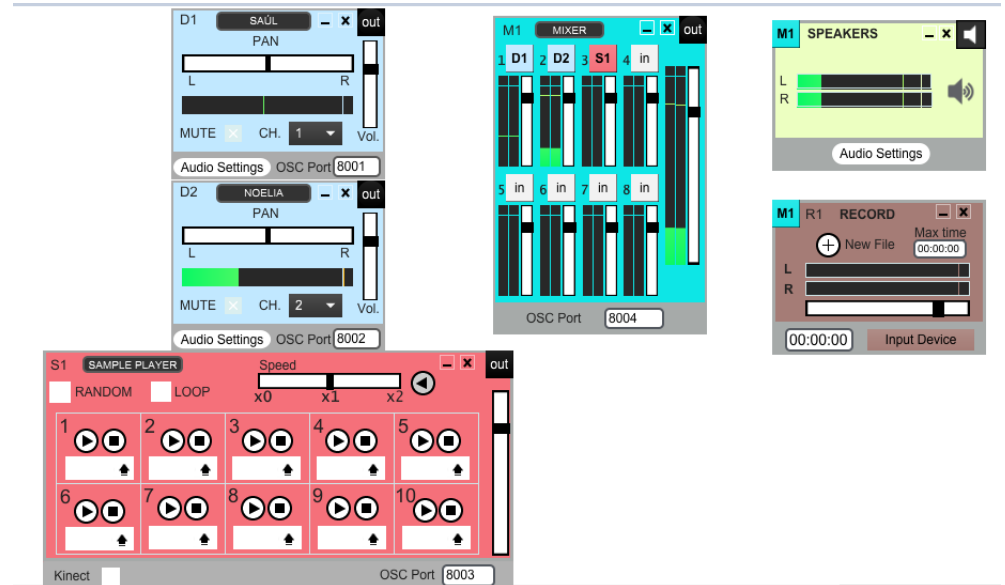 D1 SAÚL out
PAN
L R
MUTE CH. 1 Vol.
Audio Settings OSC Port 8001
D2 NOELIA out
PAN
L R
MUTE CH. 2 Vol.
Audio Settings OSC Port 8002
S1 SAMPLE PLAYER Speed out
RANDOM LOOP x0 x1 x2
1 2 3 4 5
6 7 8 9 10
Kinect OSC Port 8003
M1 MIXER out
1 D1 2 D2 3 S1 4 in
5 in 6 in 7 in 8 in
OSC Port 8004
M1 SPEAKERS
L
R
Audio Settings
M1 R1 RECORD
New File Max time
00:00:00
L
R
00:00:00 Input Device